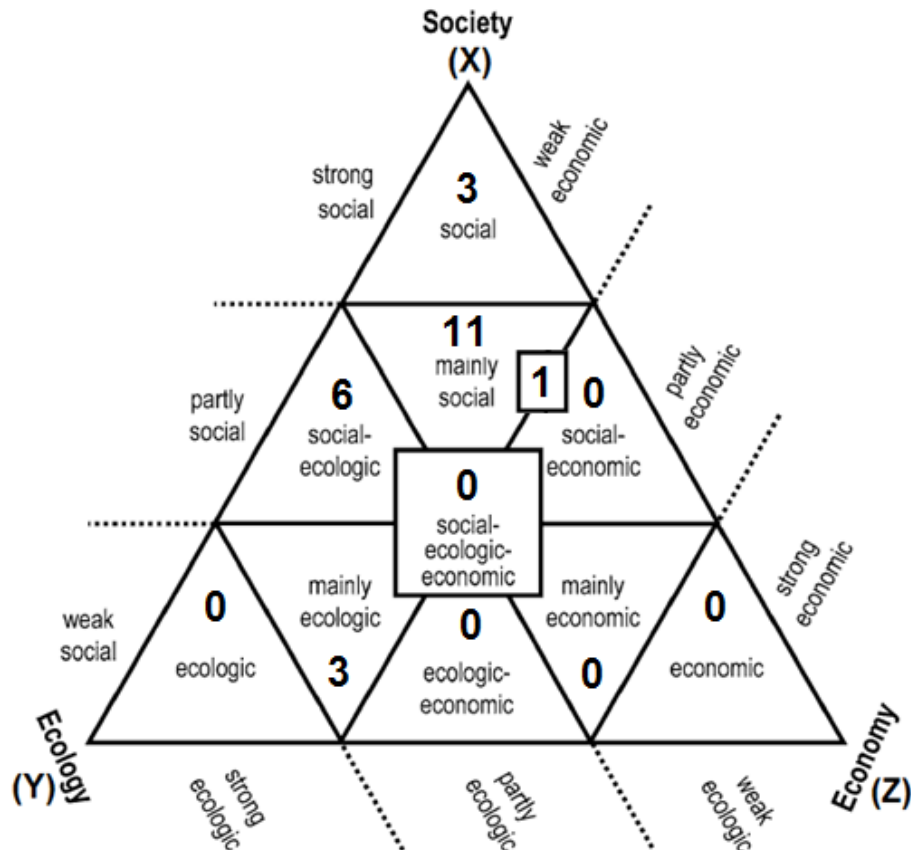 Society
(X)
strong
social
weak
economic
3
social
11
mainly
social
1
partly
social
6
social-
ecologic
0
social-
economic
partly
economic
0
social-
ecologic-
economic
weak
social
0
ecologic
mainly
ecologic
3
0
ecologic-
economic
mainly
economic
0
0
economic
strong
economic
Ecology
(Y)
strong
ecologic
partly
ecologic
weak
ecologic
Economy
(Z)